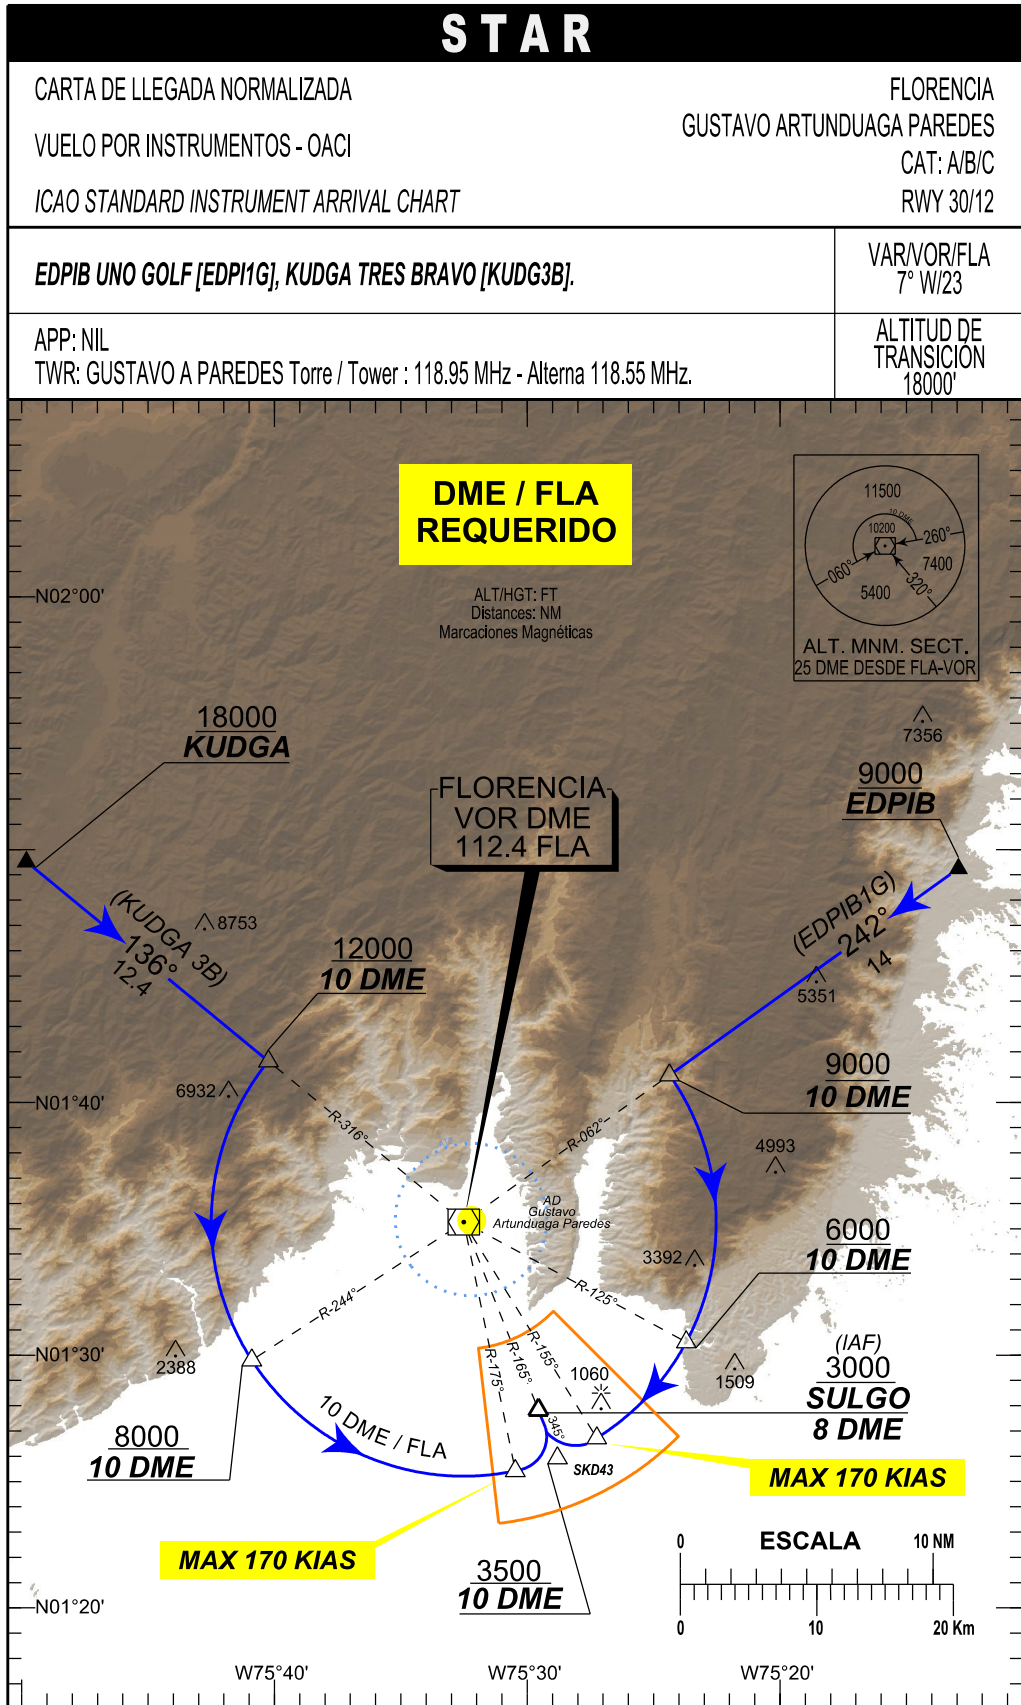 STAR
CARTA DE LLEGADA NORMALIZADA
VUELO POR INSTRUMENTOS - OACI
ICAO STANDARD INSTRUMENT ARRIVAL CHART
FLORENCIA
GUSTAVO ARTUNDUAGA PAREDES
CAT: A/B/C
RWY 30/12
EDPIB UNO GOLF [EDPI1G], KUDGA TRES BRAVO [KUDG3B].
VAR/VOR/FLA
7° W/23
APP: NIL
TWR: GUSTAVO A PAREDES Torre / Tower : 118.95 MHz - Alterna 118.55 MHz.
ALTITUD DE
TRANSICIÓN
18000'
DME / FLA
REQUERIDO
ALT/HGT: FT
Distances: NM
Marcaciones Magnéticas
11500
10 DME
10200
260°
7400
060°
320°
5400
ALT. MNM. SECT.
25 DME DESDE FLA-VOR
N02°00'
18000
KUDGA
7356
9000
EDPIB
FLORENCIA
VOR DME
112.4 FLA
(KUDGA 3B)
136°
12.4
8753
12000
10 DME
(EDPIB1G)
242°
14
5351
6932
N01°40'
R-316°
R-062°
9000
10 DME
4993
AD
Gustavo
Artunduaga Paredes
6000
10 DME
3392
R-244°
R-125°
N01°30'
2388
R-175°
R-165°
R-155°
1060
1509
(IAF)
3000
SULGO
8 DME
345°
10 DME / FLA
8000
10 DME
SKD43
MAX 170 KIAS
MAX 170 KIAS
3500
10 DME
0
ESCALA
10 NM
0
10
20 Km
N01°20'
W75°40'
W75°30'
W75°20'